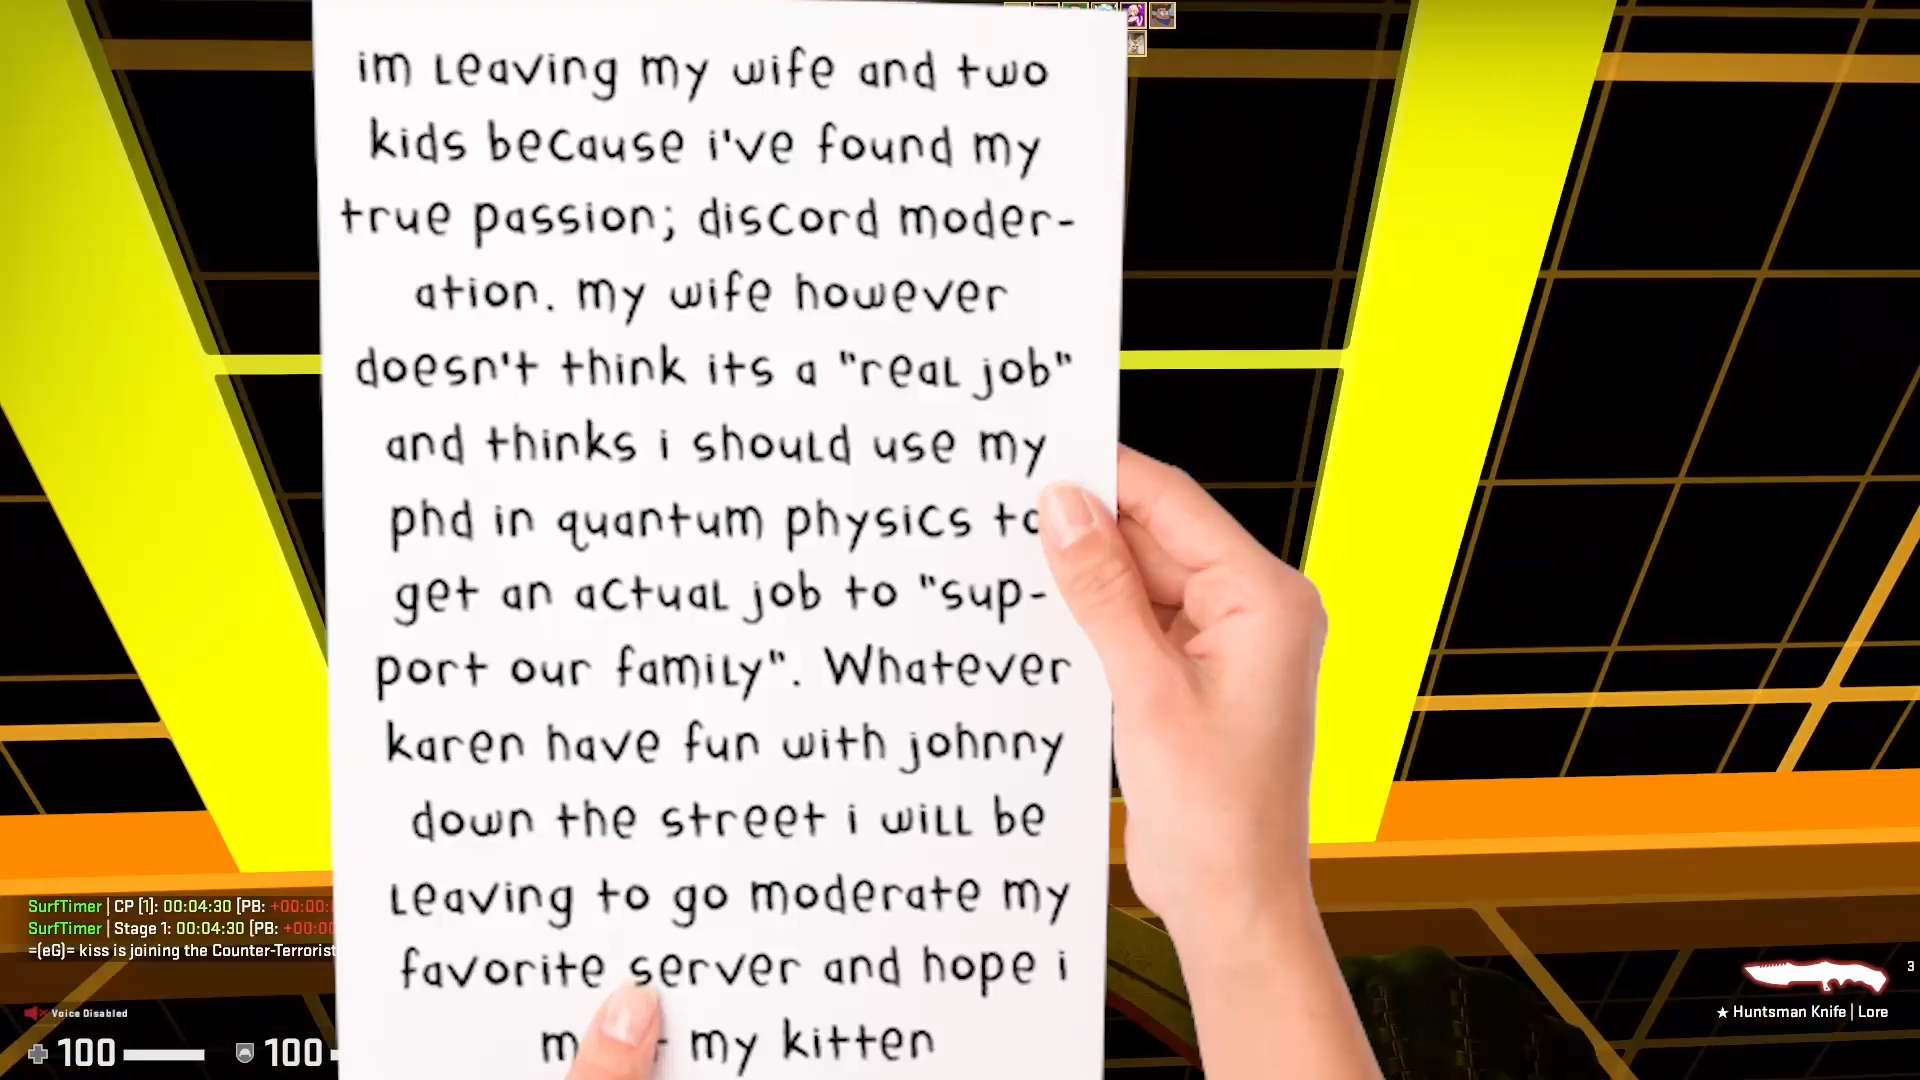 im leaving my wife and two
kids because i've found my
true passion; discord moder-
ation. my wife however
doesn't think its a "real job"
and thinks i should use my
phd in quantum physics to
get an actual job to "sup-
port our family". Whatever
karen have fun with johnny
down the street i will be
leaving to go moderate my
favorite server and hope i
my kitten
SurfTimer | CP [1]: 00:04:30 [PB: +00:00:
SurfTimer | Stage 1: 00:04:30 [PB: +00:00
=(eG)= kiss is joining the Counter-Terrorist
Voice Disabled
100
100
3
★ Huntsman Knife | Lore